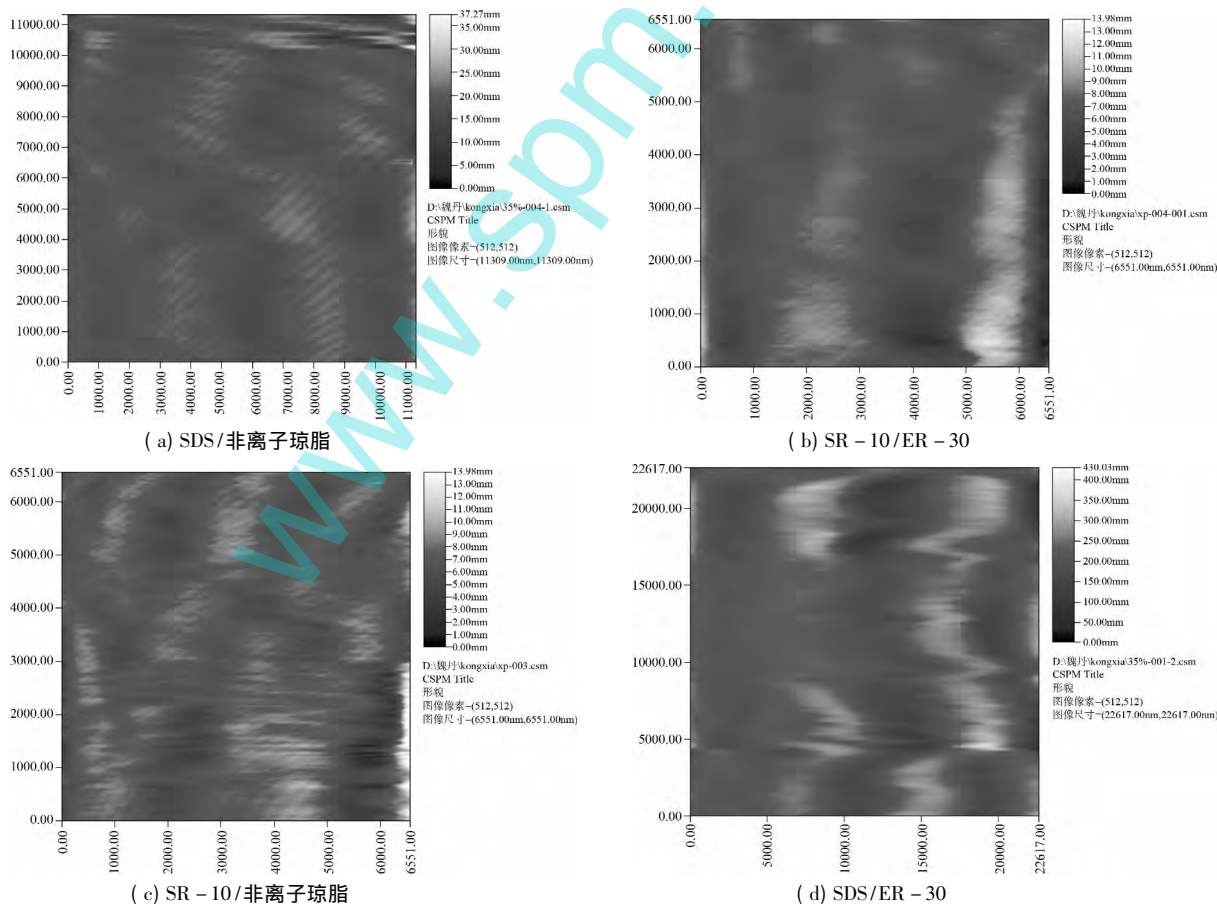 11000.00
10000.00
9000.00
8000.00
7000.00
6000.00
5000.00
4000.00
3000.00
2000.00
1000.00
0.00
0.00
1000.00
2000.00
3000.00
4000.00
5000.00
6000.00
7000.00
8000.00
9000.00
10000.00
11000.00
37.27mm
35.00mm
30.00mm
25.00mm
20.00mm
15.00mm
10.00mm
5.00mm
0.00mm
D:\魏丹\kongxia\35%-004-1.csm
CSPM Title
形貌
图像像素-(512,512)
图像尺寸-(11309.00nm,11309.00nm)
(a) SDS/非离子琼脂
6551.00
6000.00
5000.00
4000.00
3000.00
2000.00
1000.00
0.00
0.00
1000.00
2000.00
3000.00
4000.00
5000.00
6000.00
6551.00
13.98mm
13.00mm
12.00mm
11.00mm
10.00mm
9.00mm
8.00mm
7.00mm
6.00mm
5.00mm
4.00mm
3.00mm
2.00mm
1.00mm
0.00mm
D:\魏丹\kongxia\xp-004-001.csm
CSPM Title
形貌
图像像素-(512,512)
图像尺寸-(6551.00nm,6551.00nm)
(b) SR-10/ER-30
6551.00
6000.00
5000.00
4000.00
3000.00
2000.00
1000.00
0.00
0.00
1000.00
2000.00
3000.00
4000.00
5000.00
6000.00
6551.00
13.98mm
13.00mm
12.00mm
11.00mm
10.00mm
9.00mm
8.00mm
7.00mm
6.00mm
5.00mm
4.00mm
3.00mm
2.00mm
1.00mm
0.00mm
D:\魏丹\kongxia\xp-003.csm
CSPM Title
形貌
图像像素-(512,512)
图像尺寸-(6551.00nm,6551.00nm)
(c) SR-10/非离子琼脂
22617.00
20000.00
15000.00
10000.00
5000.00
0.00
0.00
5000.00
10000.00
15000.00
20000.00
22617.00
430.03mm
400.00mm
350.00mm
300.00mm
250.00mm
200.00mm
150.00mm
100.00mm
50.00mm
0.00mm
D:\魏丹\kongxia\35%-001-2.csm
CSPM Title
形貌
图像像素-(512,512)
图像尺寸-(22617.00nm,22617.00nm)
(d) SDS/ER-30
www.spm.